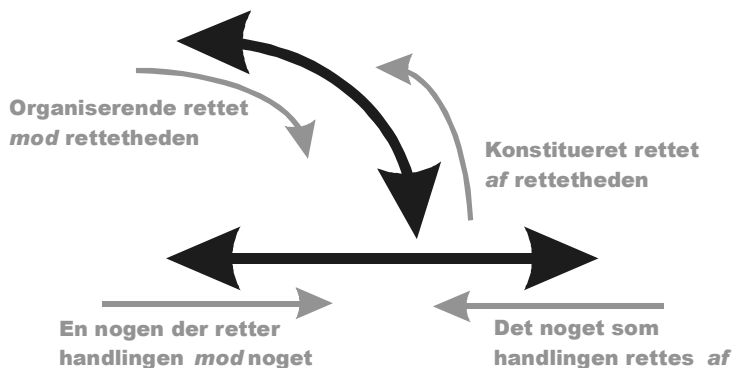 Organiserende rettet
mod rettetheden
Konstitueret rettet
af rettetheden
En nogen der retter
handlingen mod noget
Det noget som
handlingen rettes af